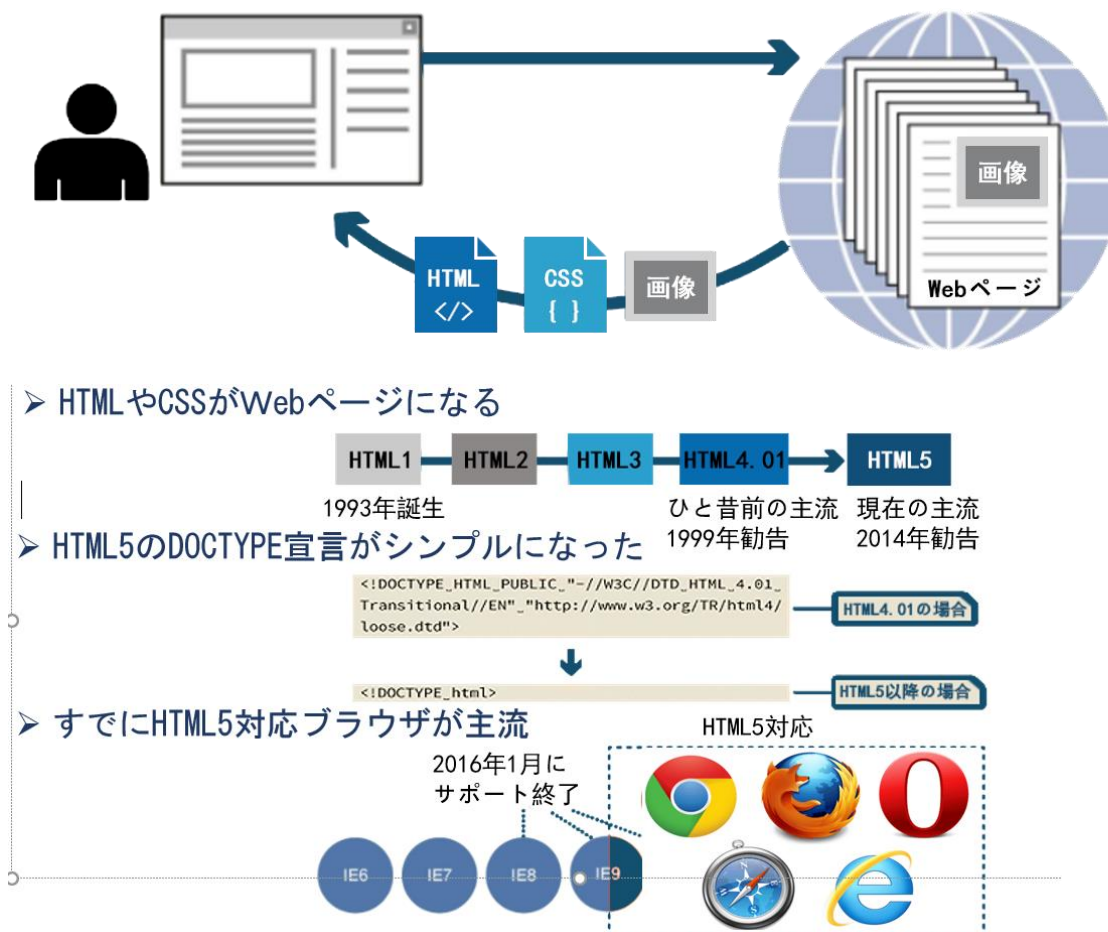 画像
HTML
</>
CSS
{ }
画像
Webページ
➢ HTMLやCSSがWebページになる
HTML1
HTML2
HTML3
HTML4.01
HTML5
1993年誕生
ひと昔前の主流
1999年勧告
現在の主流
2014年勧告
➢ HTML5のDOCTYPE宣言がシンプルになった
<!DOCTYPE_HTML_PUBLIC_"-//W3C//DTD_HTML_4.01_
Transitional//EN"_"http://www.w3.org/TR/html4/
loose.dtd">
HTML4.01の場合
<!DOCTYPE_html>
HTML5以降の場合
➢ すでにHTML5対応ブラウザが主流
HTML5対応
2016年1月に
サポート終了
IE6
IE7
IE8
IE9